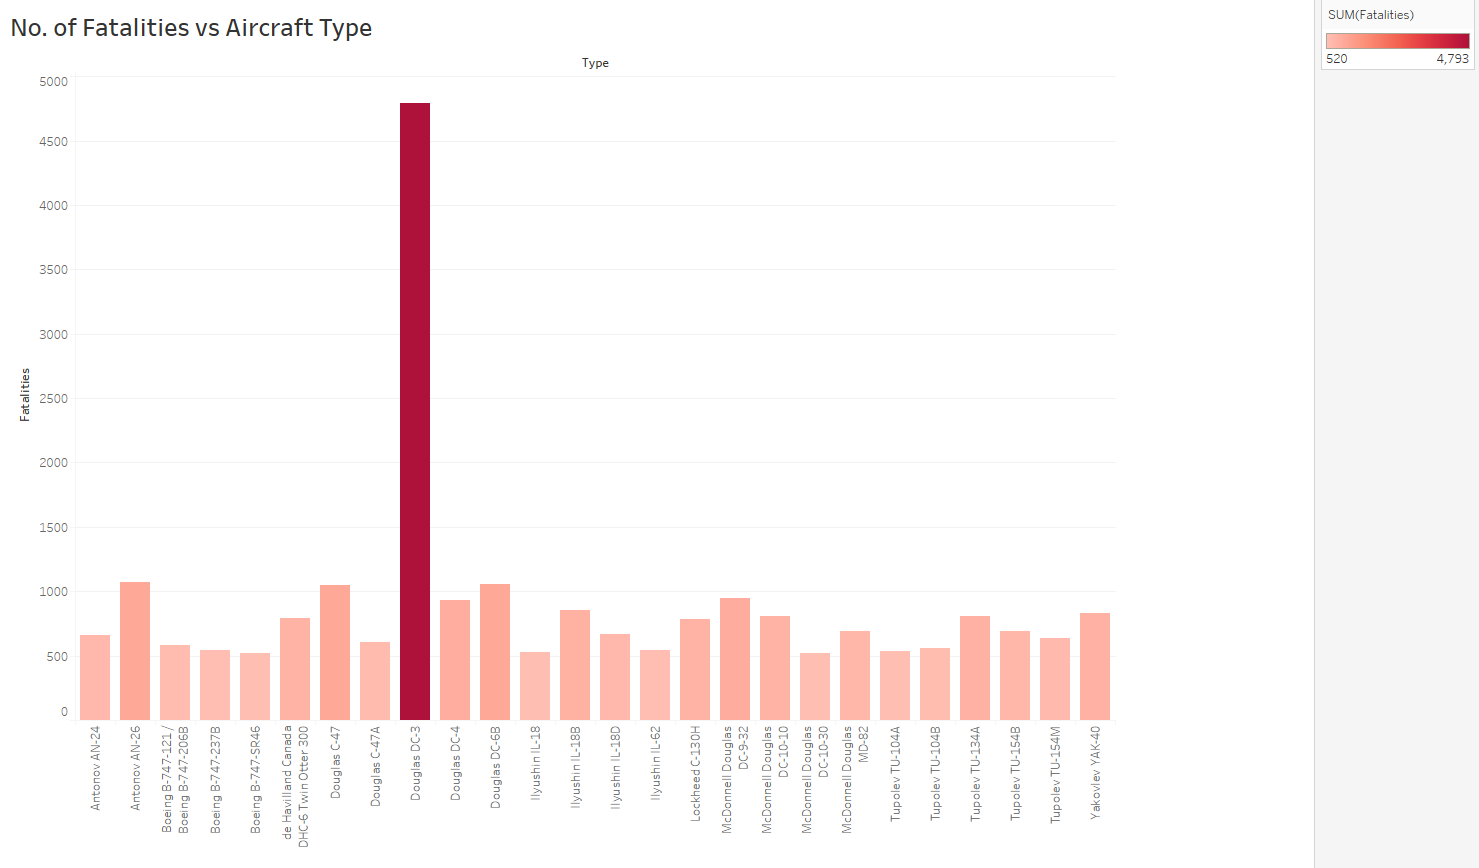 No. of Fatalities vs Aircraft Type
SUM(Fatalities)
520 4,793
Type
5000
4500
4000
3500
3000
2500
2000
1500
1000
500
0
Fatalities
Antonov AN-24
Antonov AN-26
Boeing B-747-121 /
Boeing B-747-206B
Boeing B-747-237B
Boeing B-747-SR46
de Havilland Canada
DHC-6 Twin Otter 300
Douglas C-47
Douglas C-47A
Douglas DC-3
Douglas DC-4
Douglas DC-6B
Ilyushin IL-18
Ilyushin IL-18B
Ilyushin IL-18D
Ilyushin IL-62
Lockheed C-130H
McDonnell Douglas
DC-9-32
McDonnell Douglas
DC-10-10
McDonnell Douglas
DC-10-30
McDonnell Douglas
MD-82
Tupolev TU-104A
Tupolev TU-104B
Tupolev TU-134A
Tupolev TU-154B
Tupolev TU-154M
Yakovlev YAK-40